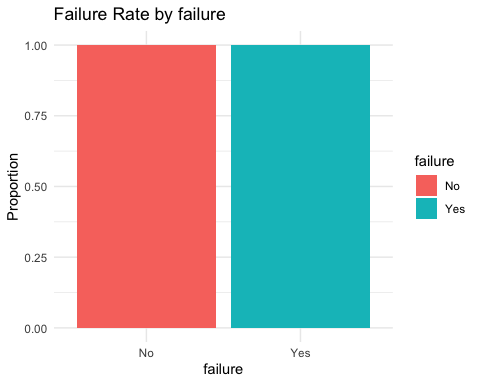 Failure Rate by failure
1.00
0.75
0.50
0.25
0.00
Proportion
No Yes
failure
failure
No
Yes